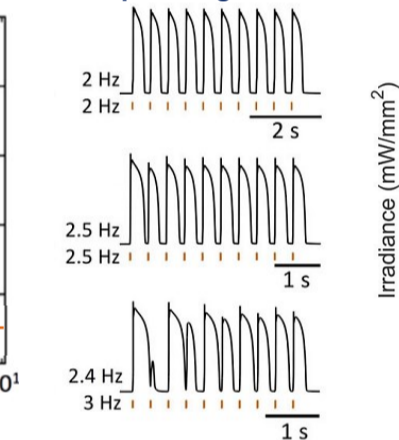 2 Hz
2 Hz
2 s
2.5 Hz
2.5 Hz
1 s
2.4 Hz
3 Hz
1 s
0¹
Irradiance (mW/mm²)